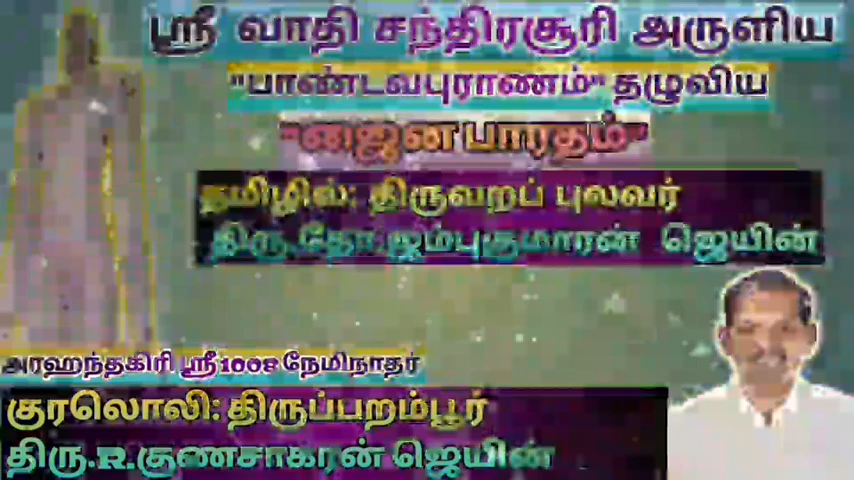 ஸ்ரீ வாதி சந்திரசூரி அருளிய
"பாண்டவபுராணம்" தழுவிய
"ஜைன பாரதம்"
தமிழில்: திருவறப் புலவர்
திரு.தோ.ஜம்புகுமாரன் ஜெயின்
அரஹந்தகிரி ஸ்ரீ 1008 நேமிநாதர்
குரலொலி: திருப்பறம்பூர்
திரு.R.குணசாகரன் ஜெயின்